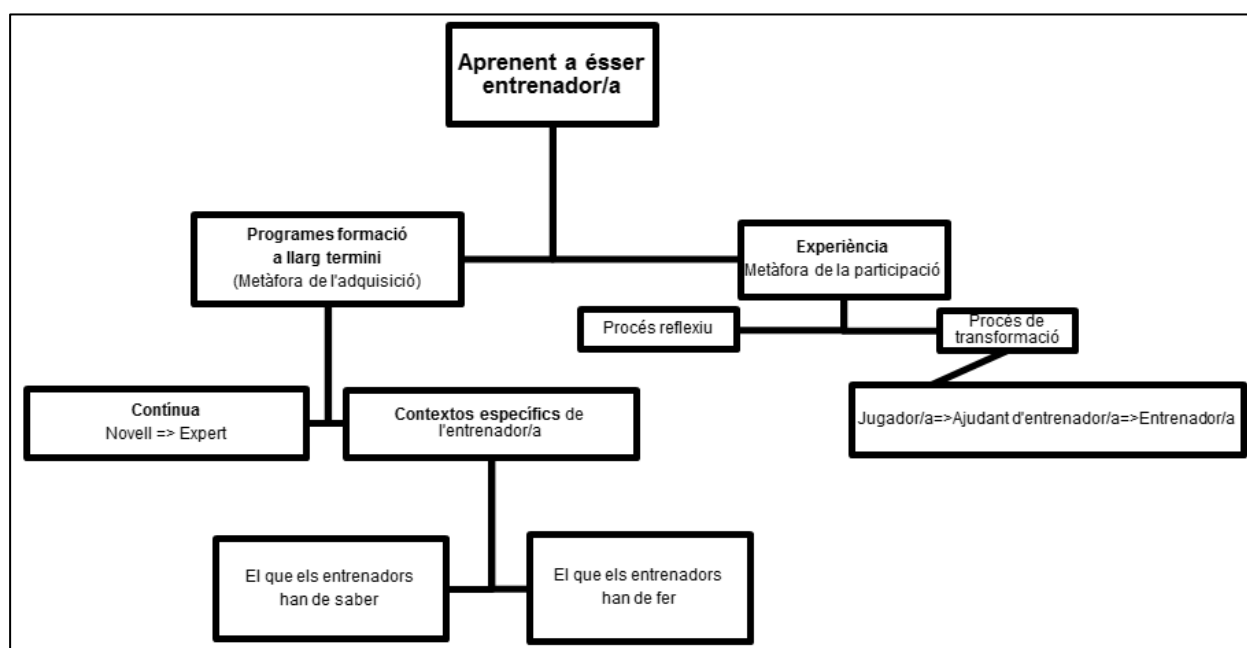 Aprenent a ésser
entrenador/a
Programes formació
a llarg termini
(Metàfora de l'adquisició)
Experiència
Metàfora de la participació
Procés reflexiu
Procés de
transformació
Contínua
Novell => Expert
Contextos específics de
l'entrenador/a
Jugador/a=>Ajudant d'entrenador/a=>Entrenador/a
El que els entrenadors
han de saber
El que els entrenadors
han de fer